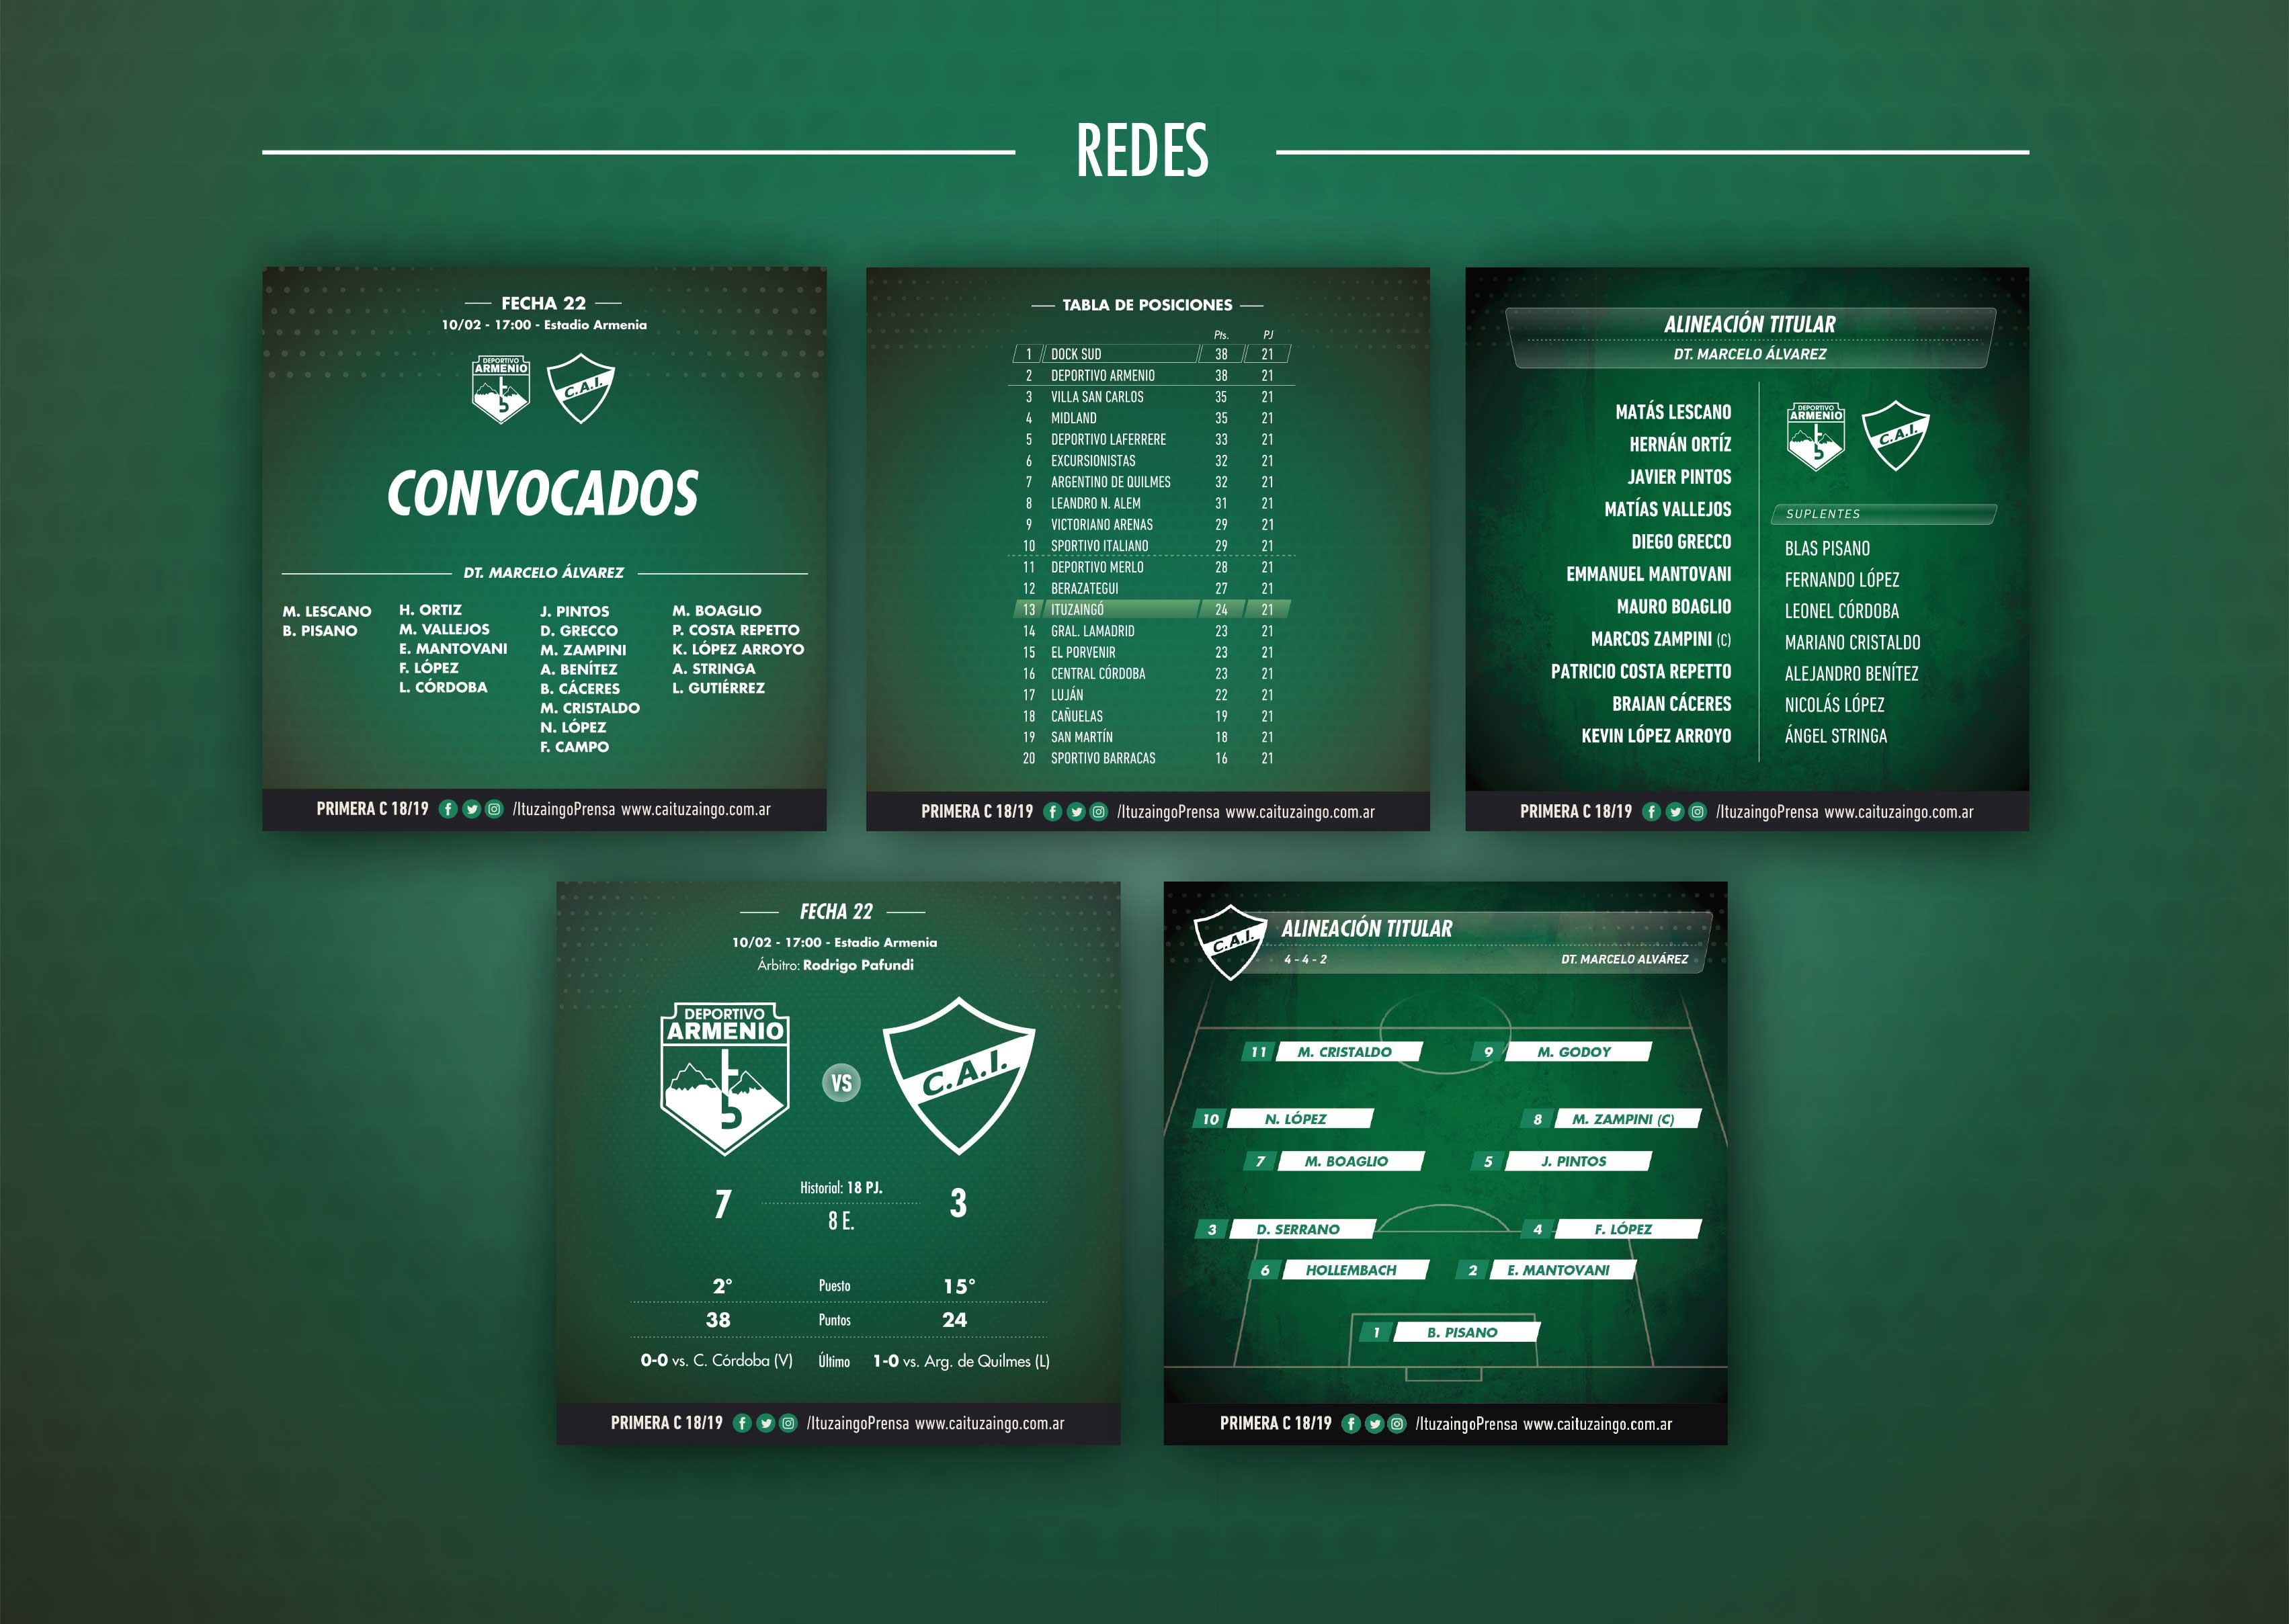 REDES
FECHA 22
10/02 - 17:00 - Estadio Armenia
DEPORTIVO
ARMENIO
C.A.I.
CONVOCADOS
DT. MARCELO ÁLVAREZ
M. LESCANO
B. PISANO
H. ORTIZ
M. VALLEJOS
E. MANTOVANI
F. LÓPEZ
L. CÓRDOBA
J. PINTOS
D. GRECCO
M. ZAMPINI
A. BENÍTEZ
B. CÁCERES
M. CRISTALDO
N. LÓPEZ
F. CAMPO
M. BOAGLIO
P. COSTA REPETTO
K. LÓPEZ ARROYO
A. STRINGA
L. GUTIÉRREZ
PRIMERA C 18/19 /ItuzaingoPrensa www.caituzaingo.com.ar
TABLA DE POSICIONES
Pts. PJ
1 DOCK SUD 38 21
2 DEPORTIVO ARMENIO 38 21
3 VILLA SAN CARLOS 35 21
4 MIDLAND 35 21
5 DEPORTIVO LAFERRERE 33 21
6 EXCURSIONISTAS 32 21
7 ARGENTINO DE QUILMES 32 21
8 LEANDRO N. ALEM 31 21
9 VICTORIANO ARENAS 29 21
10 SPORTIVO ITALIANO 29 21
11 DEPORTIVO MERLO 28 21
12 BERAZATEGUI 27 21
13 ITUZAINGÓ 24 21
14 GRAL. LAMADRID 23 21
15 EL PORVENIR 23 21
16 CENTRAL CÓRDOBA 23 21
17 LUJÁN 22 21
18 CAÑUELAS 19 21
19 SAN MARTÍN 18 21
20 SPORTIVO BARRACAS 16 21
PRIMERA C 18/19 /ItuzaingoPrensa www.caituzaingo.com.ar
ALINEACIÓN TITULAR
DT. MARCELO ÁLVAREZ
MATÁS LESCANO
HERNÁN ORTÍZ
JAVIER PINTOS
MATÍAS VALLEJOS
DIEGO GRECCO
EMMANUEL MANTOVANI
MAURO BOAGLIO
MARCOS ZAMPINI (C)
PATRICIO COSTA REPETTO
BRAIAN CÁCERES
KEVIN LÓPEZ ARROYO
DEPORTIVO
ARMENIO
C.A.I.
SUPLENTES
BLAS PISANO
FERNANDO LÓPEZ
LEONEL CÓRDOBA
MARIANO CRISTALDO
ALEJANDRO BENÍTEZ
NICOLÁS LÓPEZ
ÁNGEL STRINGA
PRIMERA C 18/19 /ItuzaingoPrensa www.caituzaingo.com.ar
FECHA 22
10/02 - 17:00 - Estadio Armenia
Árbitro: Rodrigo Pafundi
DEPORTIVO
ARMENIO
VS
C.A.I.
7 Historial: 18 PJ. 3
8 E.
2° Puesto 15°
38 Puntos 24
0-0 vs. C. Córdoba (V) Último 1-0 vs. Arg. de Quilmes (L)
PRIMERA C 18/19 /ItuzaingoPrensa www.caituzaingo.com.ar
C.A.I.
ALINEACIÓN TITULAR
4 - 4 - 2 DT. MARCELO ALVÁREZ
11 M. CRISTALDO 9 M. GODOY
10 N. LÓPEZ 8 M. ZAMPINI (C)
7 M. BOAGLIO 5 J. PINTOS
3 D. SERRANO 4 F. LÓPEZ
6 HOLLEMBACH 2 E. MANTOVANI
1 B. PISANO
PRIMERA C 18/19 /ItuzaingoPrensa www.caituzaingo.com.ar